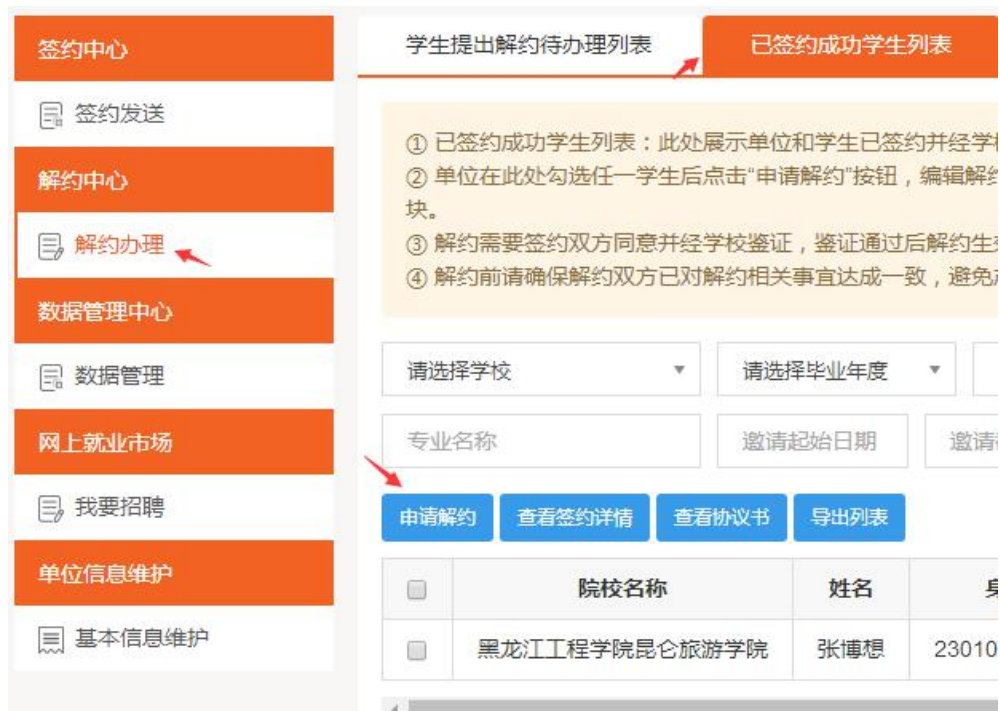 签约中心
签约发送
解约中心
解约办理
数据管理中心
数据管理
网上就业市场
我要招聘
单位信息维护
基本信息维护
学生提出解约待办理列表
已签约成功学生列表
① 已签约成功学生列表：此处展示单位和学生已签约并经学
② 单位在此处勾选任一学生后点击“申请解约”按钮，编辑解
块。
③ 解约需要签约双方同意并经学校鉴证，鉴证通过后解约生
④ 解约前请确保解约双方已对解约相关事宜达成一致，避免
请选择学校
请选择毕业年度
专业名称
邀请起始日期
邀请
申请解约
查看签约详情
查看协议书
导出列表
院校名称
姓名
黑龙江工程学院昆仑旅游学院
张博想
23010